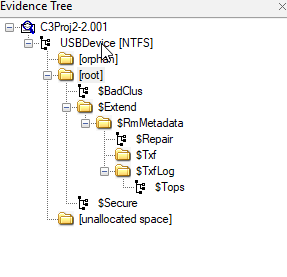 Evidence Tree
C3Proj2-2.001
USBDevice [NTFS]
[orphan]
[root]
$BadClus
$Extend
$RmMetadata
$Repair
$Txf
$TxfLog
$Tops
$Secure
[unallocated space]